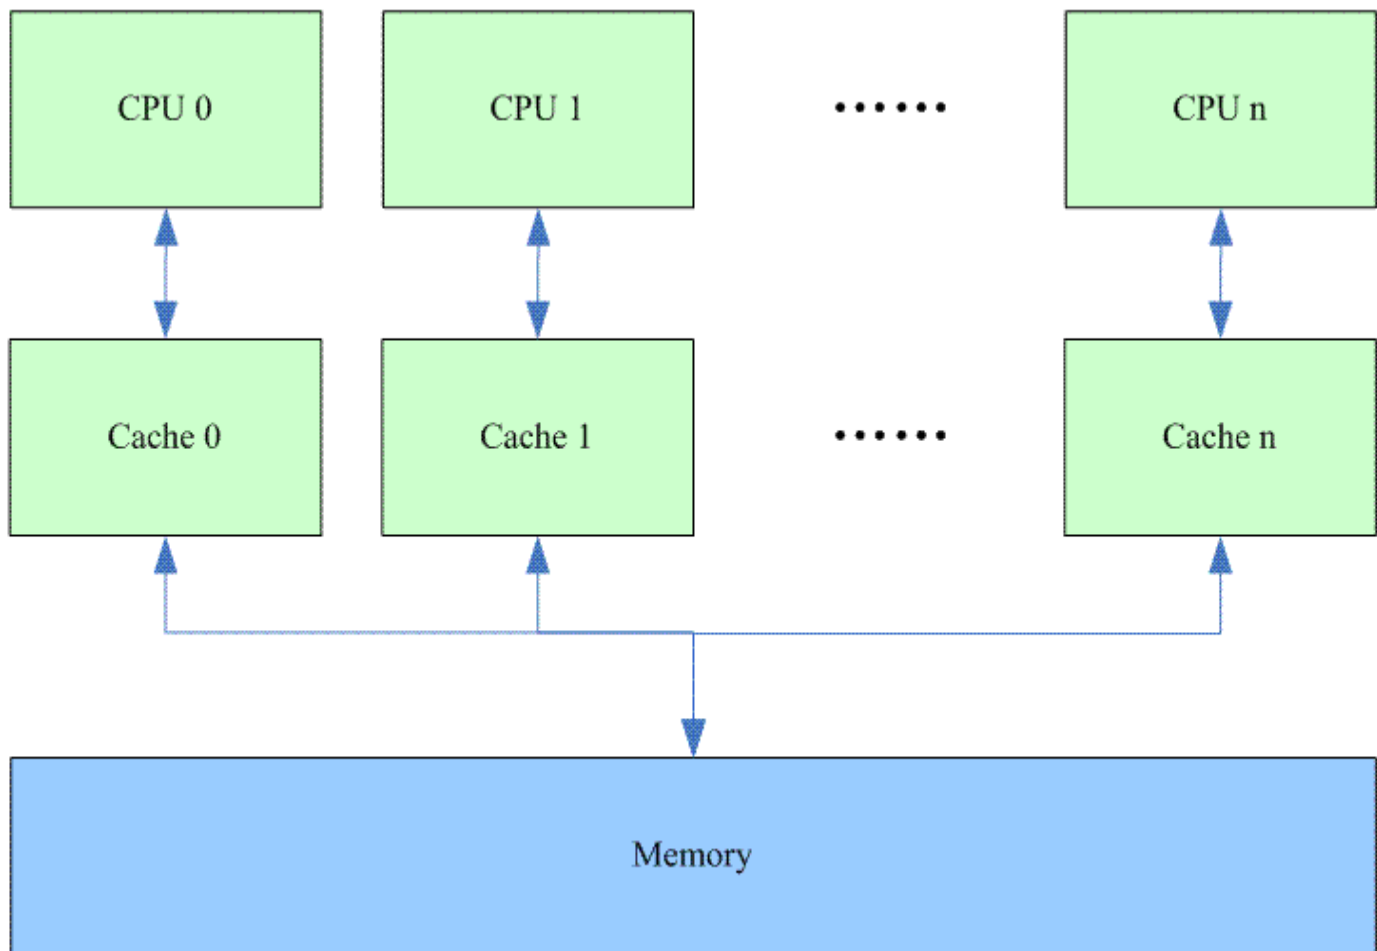 CPU 0
CPU 1
......
CPU n
Cache 0
Cache 1
......
Cache n
Memory